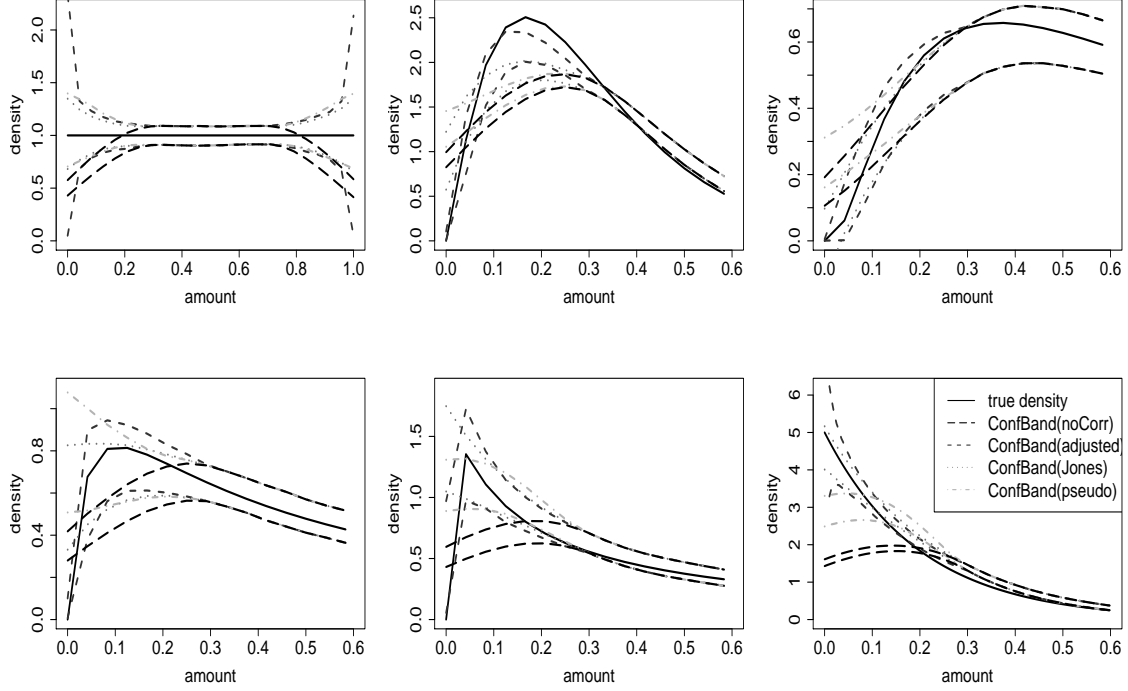 density
0.0 0.5 1.0 1.5 2.0
0.0 0.2 0.4 0.6 0.8 1.0
amount
density
0.0 0.5 1.0 1.5 2.0 2.5
0.0 0.1 0.2 0.3 0.4 0.5 0.6
amount
density
0.0 0.2 0.4 0.6
0.0 0.1 0.2 0.3 0.4 0.5 0.6
amount
density
0.0 0.4 0.8
0.0 0.1 0.2 0.3 0.4 0.5 0.6
amount
density
0.0 0.5 1.0 1.5
0.0 0.1 0.2 0.3 0.4 0.5 0.6
amount
density
0 1 2 3 4 5 6
0.0 0.1 0.2 0.3 0.4 0.5 0.6
amount
true density
ConfBand(noCorr)
ConfBand(adjusted)
ConfBand(Jones)
ConfBand(pseudo)